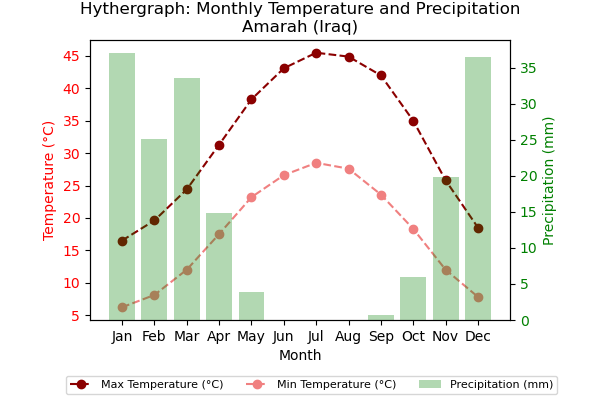 Hythergraph: Monthly Temperature and Precipitation
Amarah (Iraq)
Temperature (°C)
45
40
35
30
25
20
15
10
5
Precipitation (mm)
35
30
25
20
15
10
5
0
Jan Feb Mar Apr May Jun Jul Aug Sep Oct Nov Dec
Month
Max Temperature (°C) Min Temperature (°C) Precipitation (mm)